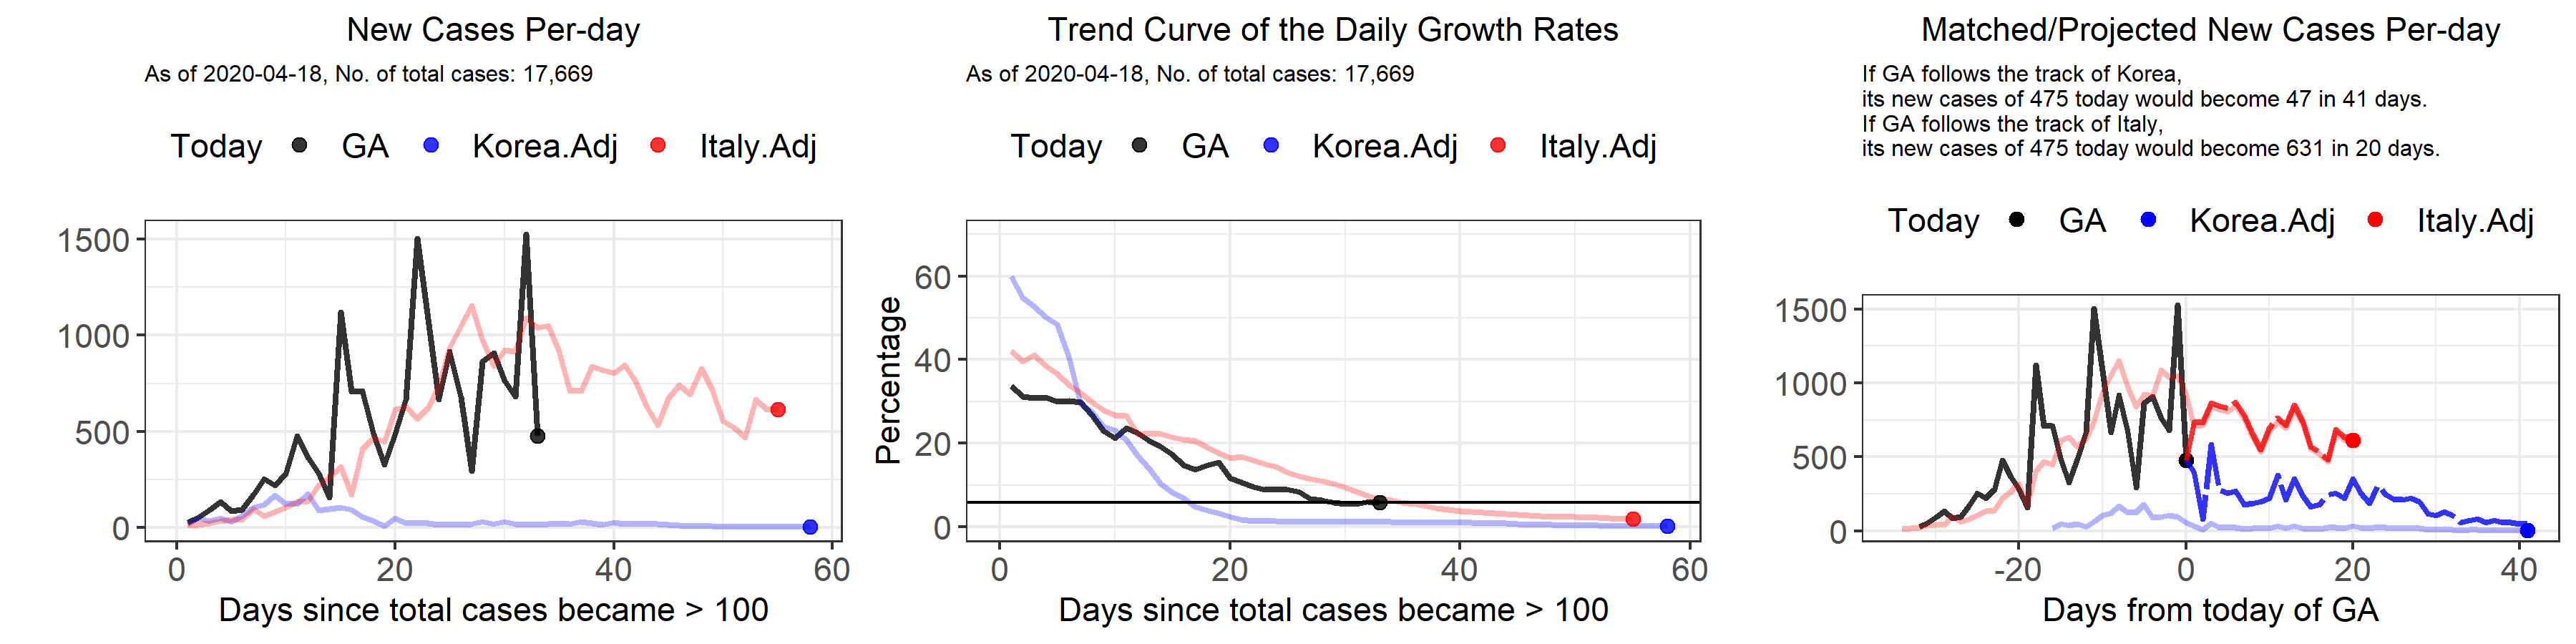 New Cases Per-day
As of 2020-04-18, No. of total cases: 17,669
Today GA Korea.Adj Italy.Adj
1500
1000
500
0
0 20 40 60
Days since total cases became > 100
Trend Curve of the Daily Growth Rates
As of 2020-04-18, No. of total cases: 17,669
Today GA Korea.Adj Italy.Adj
Percentage
60
40
20
0
0 20 40 60
Days since total cases became > 100
Matched/Projected New Cases Per-day
If GA follows the track of Korea,
its new cases of 475 today would become 47 in 41 days.
If GA follows the track of Italy,
its new cases of 475 today would become 631 in 20 days.
Today GA Korea.Adj Italy.Adj
1500
1000
500
0
-20 0 20 40
Days from today of GA